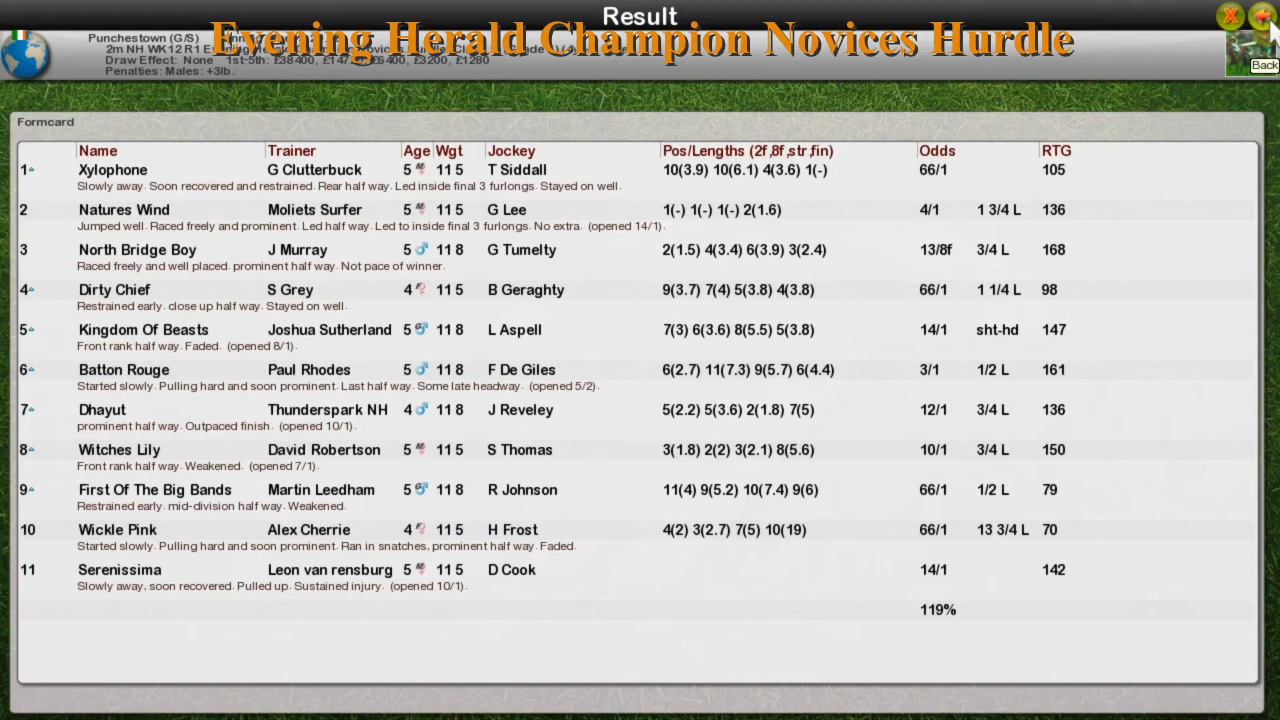 Result
Evening Herald Champion Novices Hurdle
Punchestown (G/S)
2m NH WK12 R1
Draw Effect: None 1st-5th: £38400, £6400, £3200, £1280
Penalties: Males: +3lb
Back
Formcard
Name Trainer Age Wgt Jockey Pos/Lengths (2f,8f,str,fin) Odds RTG
1 Xylophone G Clutterbuck 5 11 5 T Siddall 10(3.9) 10(6.1) 4(3.6) 1(-) 66/1 105
Slowly away. Soon recovered and restrained. Rear half way. Led inside final 3 furlongs. Stayed on well.
2 Natures Wind Moliets Surfer 5 11 5 G Lee 1(-) 1(-) 1(-) 2(1.6) 4/1 1 3/4 L 136
Jumped well. Raced freely and prominent. Led half way. Led to inside final 3 furlongs. No extra. (opened 14/1).
3 North Bridge Boy J Murray 5 11 8 G Tumelty 2(1.5) 4(3.4) 6(3.9) 3(2.4) 13/8f 3/4 L 168
Raced freely and well placed. prominent half way. Not pace of winner.
4 Dirty Chief S Grey 4 11 5 B Geraghty 9(3.7) 7(4) 5(3.8) 4(3.8) 66/1 1 1/4 L 98
Restrained early. close up half way. Stayed on well.
5 Kingdom Of Beasts Joshua Sutherland 5 11 8 L Aspell 7(3) 6(3.6) 8(5.5) 5(3.8) 14/1 sht-hd 147
Front rank half way. Faded. (opened 8/1).
6 Batton Rouge Paul Rhodes 5 11 8 F De Giles 6(2.7) 11(7.3) 9(5.7) 6(4.4) 3/1 1/2 L 161
Started slowly. Pulling hard and soon prominent. Last half way. Some late headway. (opened 5/2).
7 Dhayut Thunderspark NH 4 11 8 J Reveley 5(2.2) 5(3.6) 2(1.8) 7(5) 12/1 3/4 L 136
prominent half way. Outpaced finish. (opened 10/1).
8 Witches Lily David Robertson 5 11 5 S Thomas 3(1.8) 2(2) 3(2.1) 8(5.6) 10/1 3/4 L 150
Front rank half way. Weakened. (opened 7/1).
9 First Of The Big Bands Martin Leedham 5 11 8 R Johnson 11(4) 9(5.2) 10(7.4) 9(6) 66/1 1/2 L 79
Restrained early. mid-division half way. Weakened.
10 Wickle Pink Alex Cherrie 4 11 5 H Frost 4(2) 3(2.7) 7(5) 10(19) 66/1 13 3/4 L 70
Started slowly. Pulling hard and soon prominent. Ran in snatches, prominent half way. Faded.
11 Serenissima Leon van rensburg 5 11 5 D Cook 14/1 142
Slowly away, soon recovered. Pulled up. Sustained injury. (opened 10/1).
119%